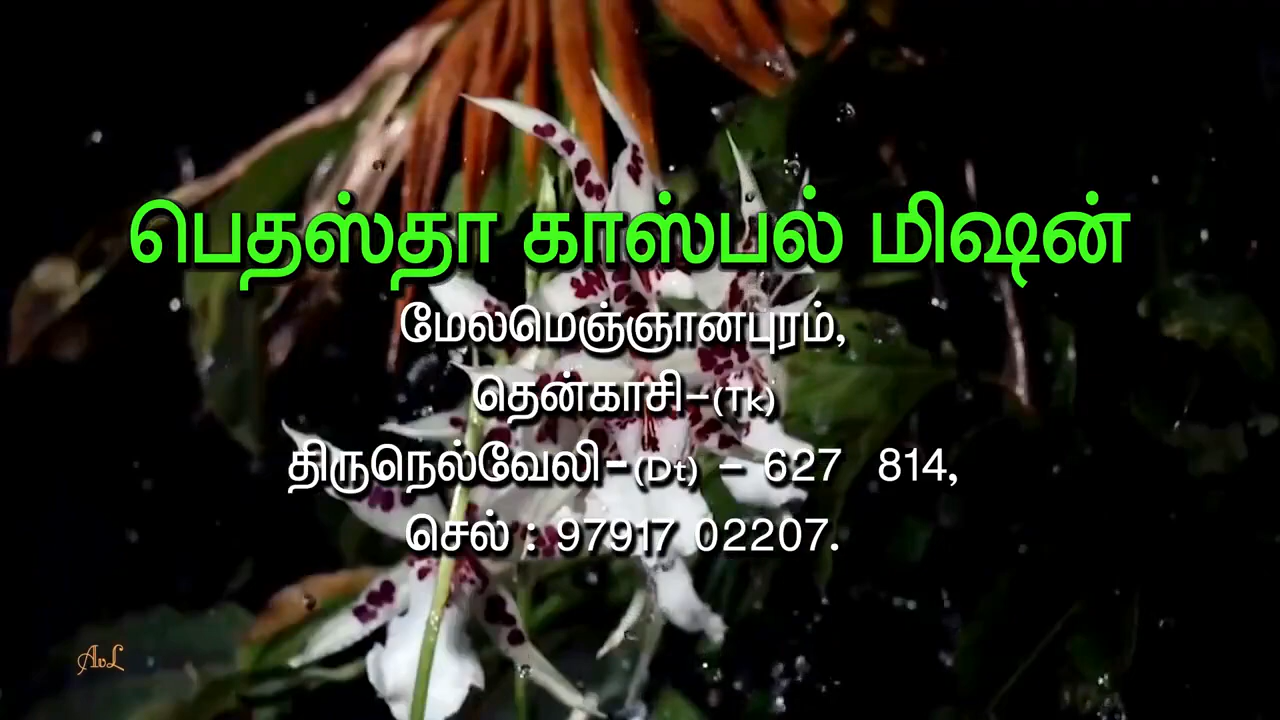 பெதஸ்தா காஸ்பல் மிஷன்
மேலமெஞ்ஞானபுரம்,
தென்காசி-(Tk)
திருநெல்வேலி-(Dt) - 627 814,
செல் : 97917 02207.
AvL